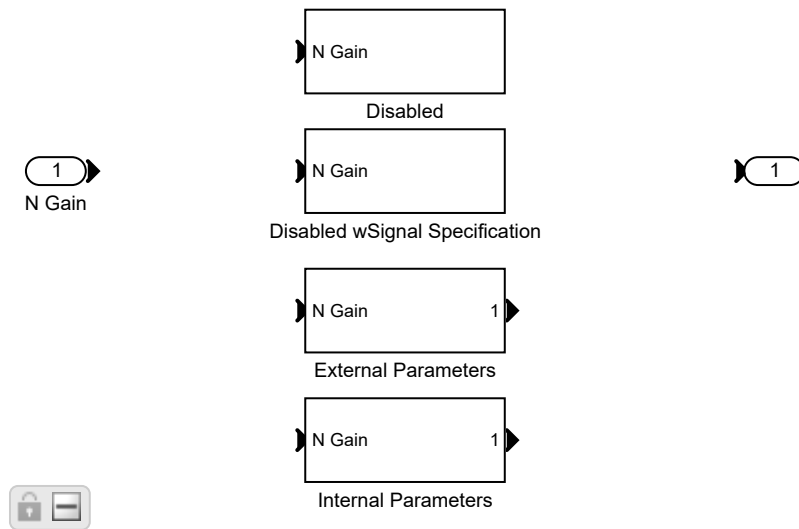 N Gain
Disabled
1
N Gain
N Gain
1
Disabled wSignal Specification
N Gain 1
External Parameters
N Gain 1
Internal Parameters